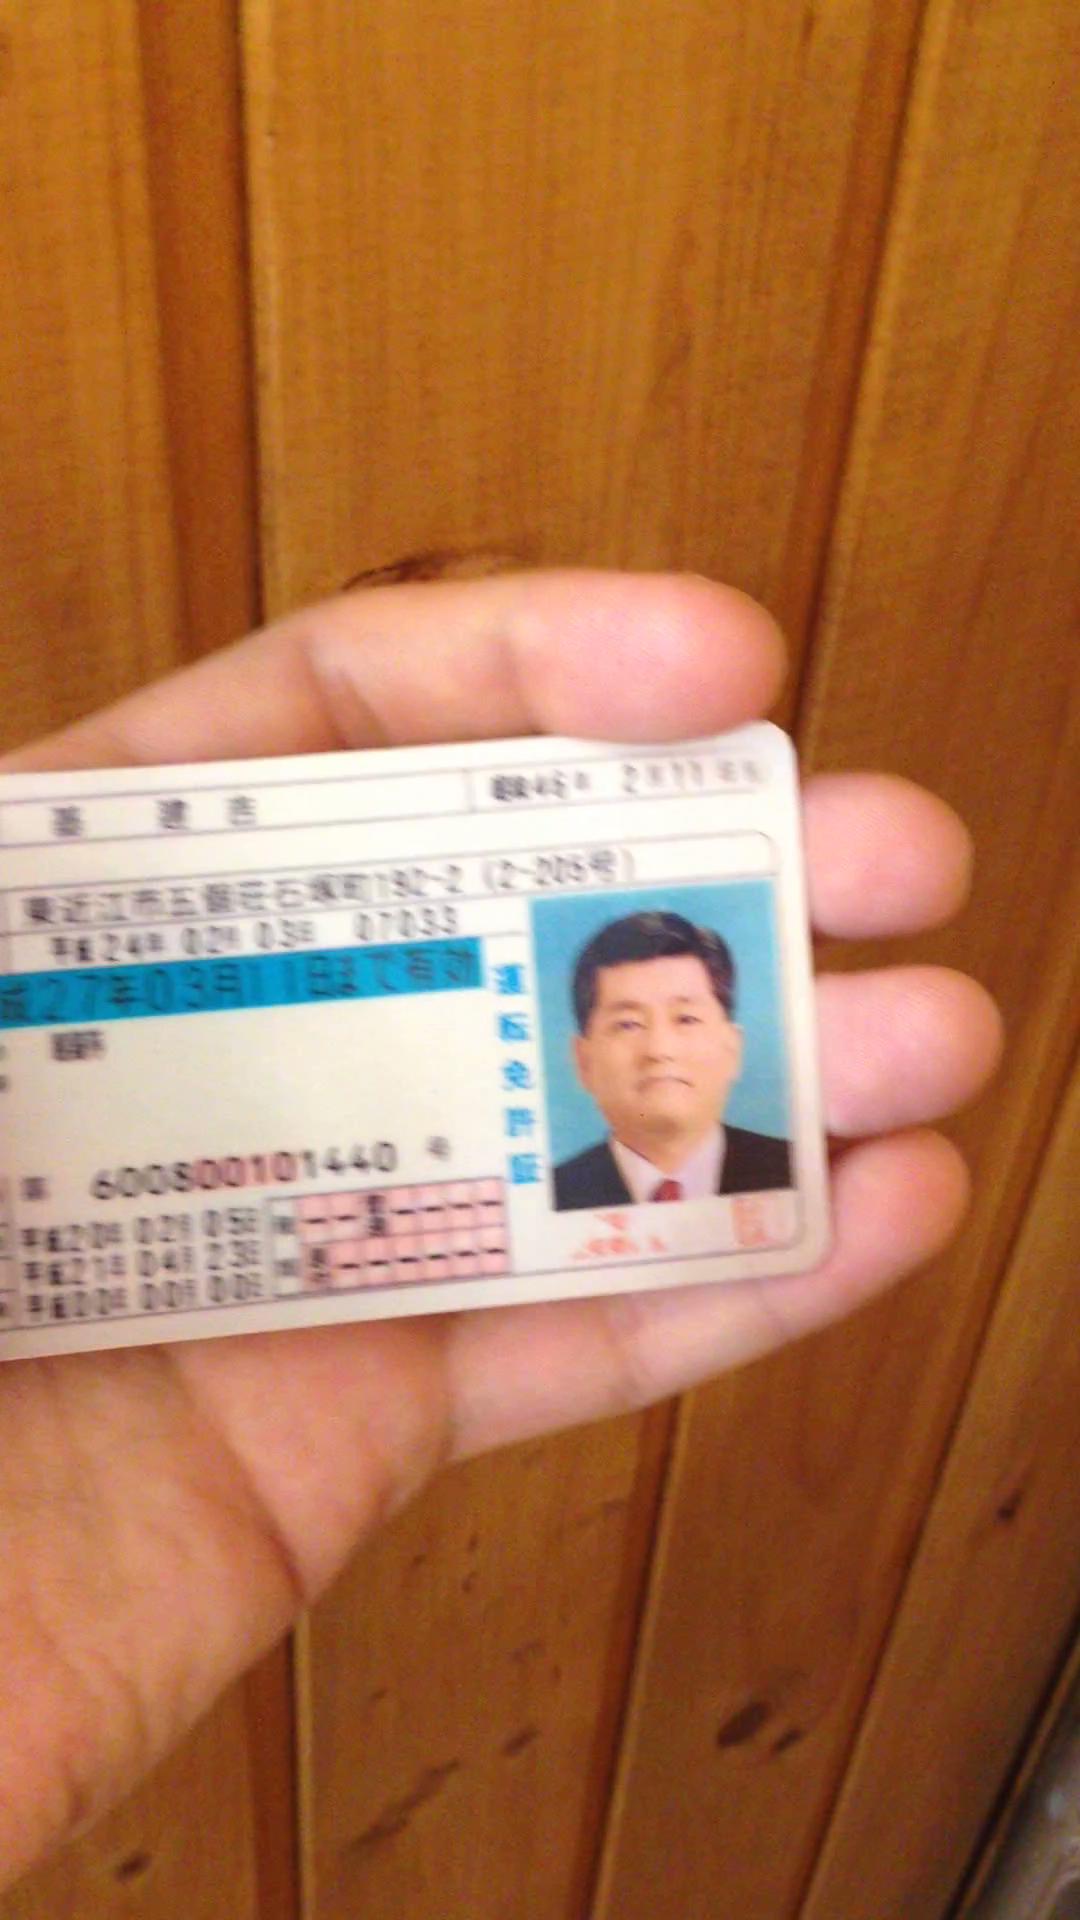 基 建 吉 昭和46年 2月11日生
東近江市五個荘石塚町192-2 (2-205号)
平成24年 02月 03日 07033
成27年03月11日まで有効
運転免許証
眼鏡等
第 600800101440 号
平成20年 02月 05日
平成21年 04月 23日
平成00年 00月 00日